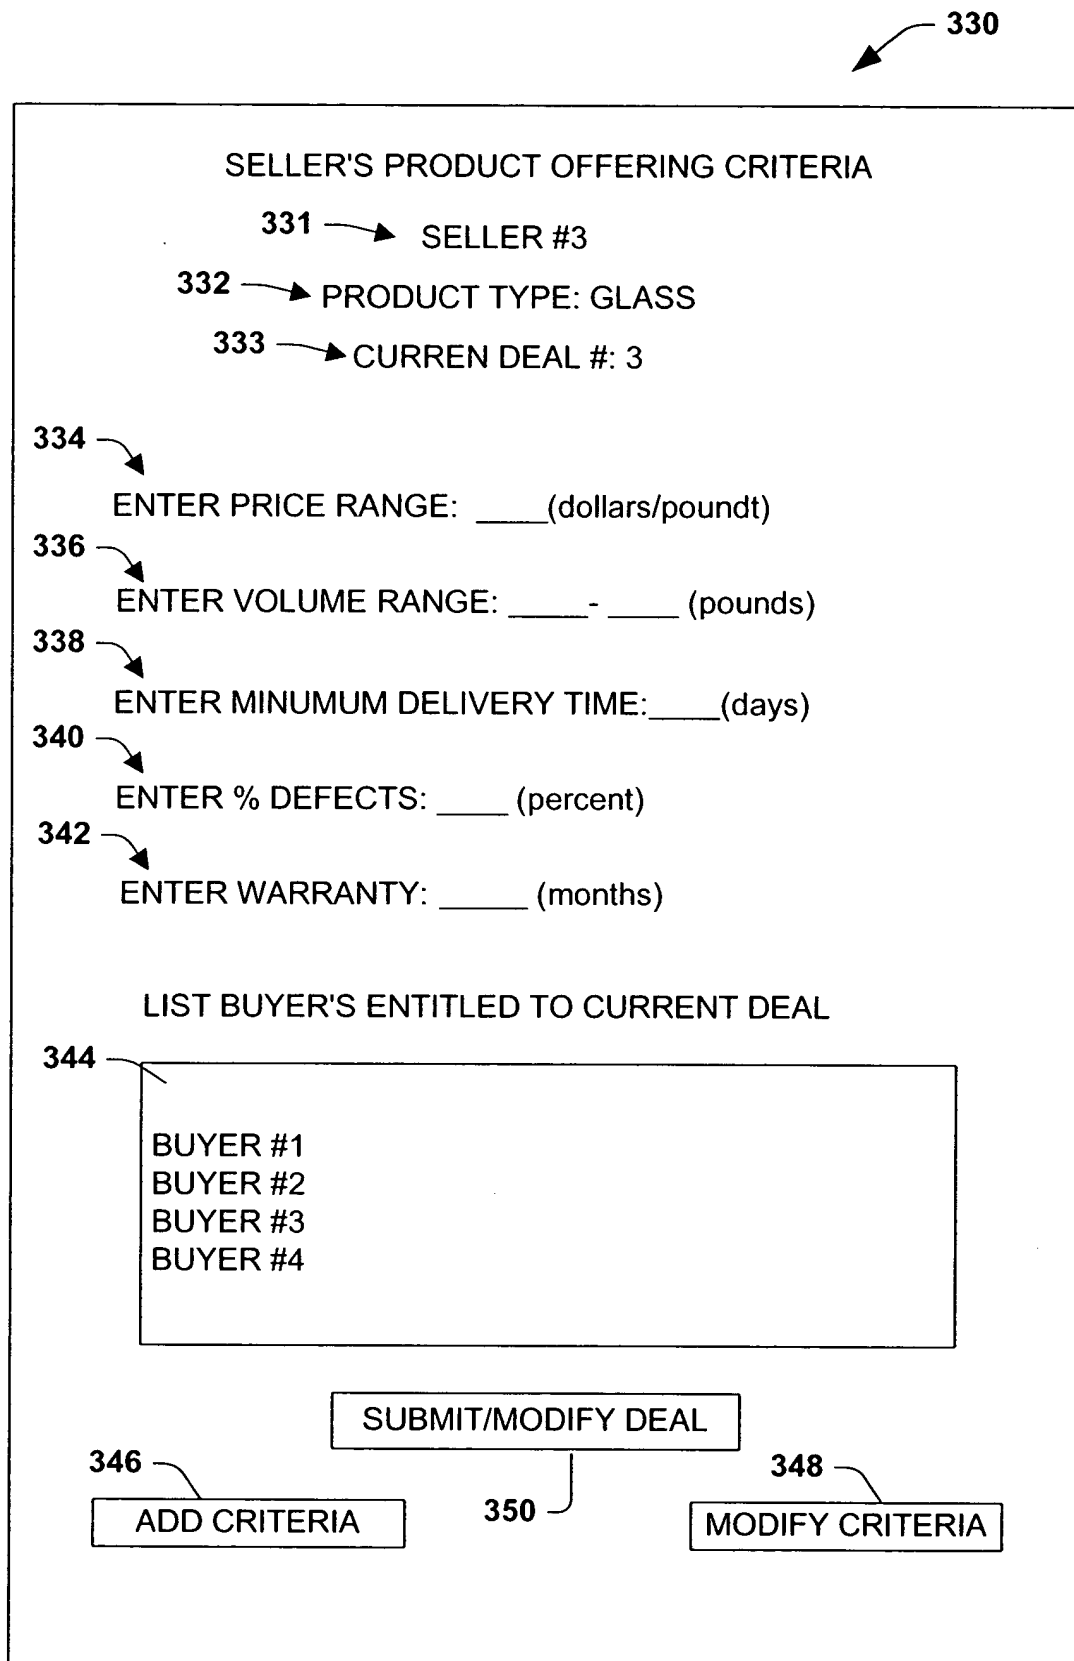 330
SELLER'S PRODUCT OFFERING CRITERIA
331 SELLER #3
332 PRODUCT TYPE: GLASS
333 CURREN DEAL #: 3
334
ENTER PRICE RANGE: ____(dollars/poundt)
336
ENTER VOLUME RANGE: ____- ____ (pounds)
338
ENTER MINUMUM DELIVERY TIME:____(days)
340
ENTER % DEFECTS: ____ (percent)
342
ENTER WARRANTY: _____ (months)
LIST BUYER'S ENTITLED TO CURRENT DEAL
344
BUYER #1
BUYER #2
BUYER #3
BUYER #4
SUBMIT/MODIFY DEAL
346 350 348
ADD CRITERIA MODIFY CRITERIA